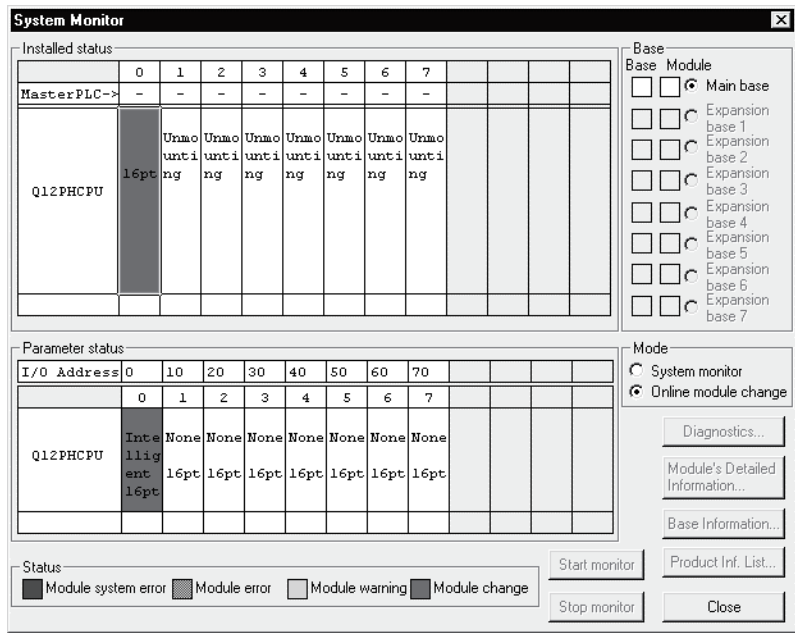 System Monitor
Installed status
0 1 2 3 4 5 6 7
MasterPLC-> - - - - - - - -
Q12PHCPU
16pt
Unmo Unmo Unmo Unmo Unmo Unmo Unmo
unti unti unti unti unti unti unti
ng ng ng ng ng ng ng
Base
Base Module
Main base
Expansion
base 1
Expansion
base 2
Expansion
base 3
Expansion
base 4
Expansion
base 5
Expansion
base 6
Expansion
base 7
Parameter status
I/O Address 0 10 20 30 40 50 60 70
0 1 2 3 4 5 6 7
Q12PHCPU
Inte None None None None None None None
llig
ent 16pt 16pt 16pt 16pt 16pt 16pt 16pt
16pt
Mode
System monitor
Online module change
Diagnostics...
Module's Detailed
Information...
Base Information...
Product Inf. List...
Close
Status
Module system error Module error Module warning Module change
Start monitor
Stop monitor